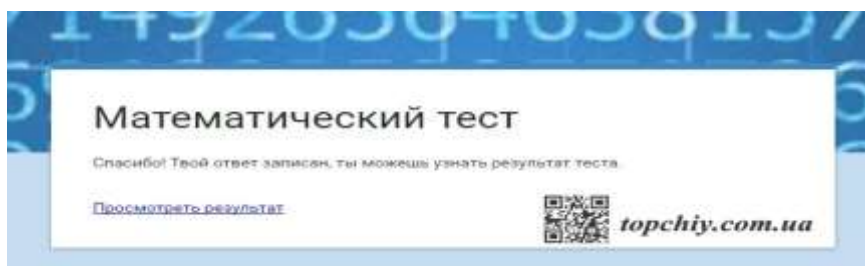 Математический тест
Спасибо! Твой ответ записан, ты можешь узнать результат теста.
Просмотреть результат
topchiy.com.ua